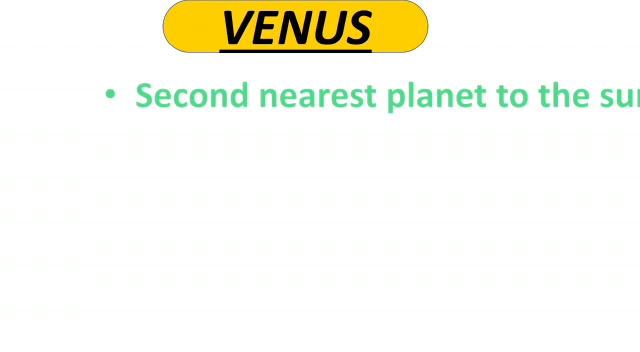 VENUS
• Second nearest planet to the